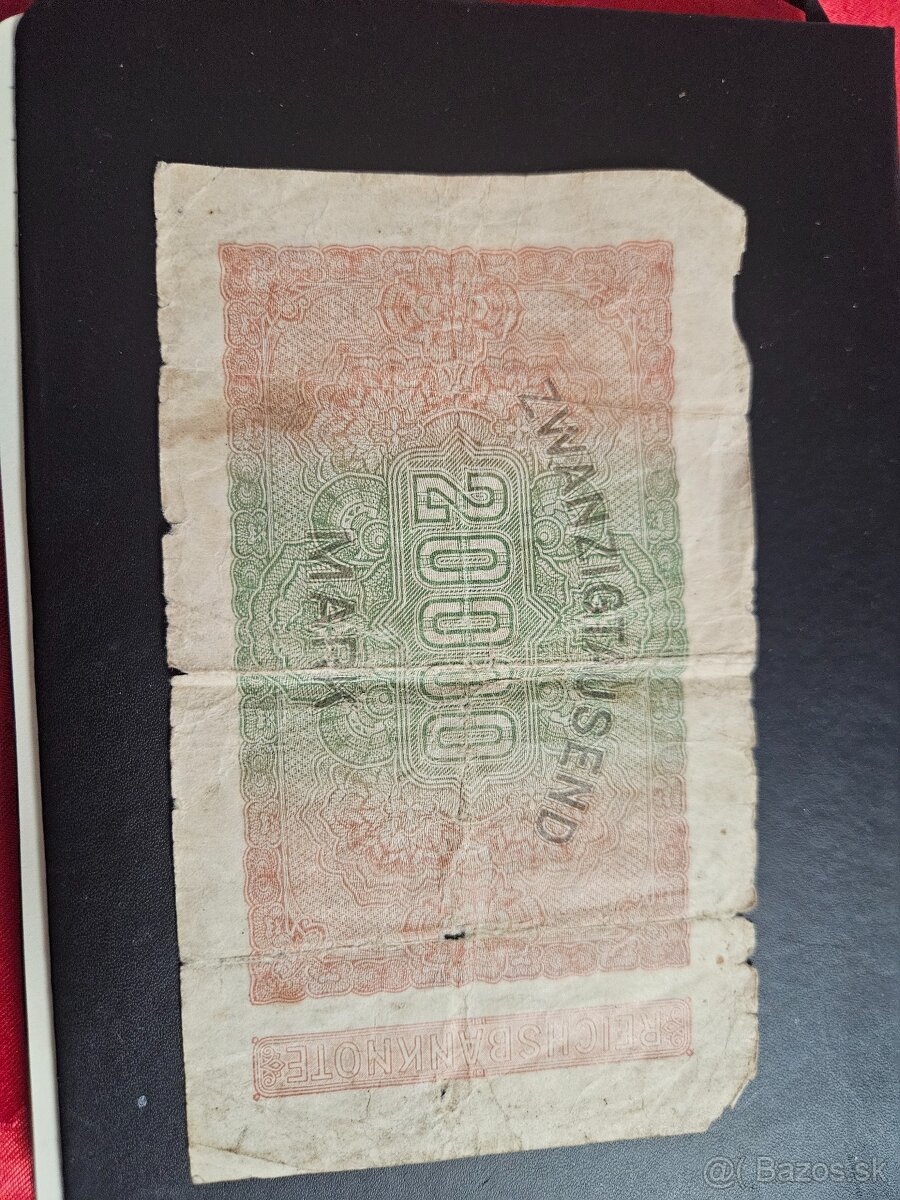 ZWANZIGTAUSEND
20000
MARK
REICHSBANKNOTE
@( Bazos.sk